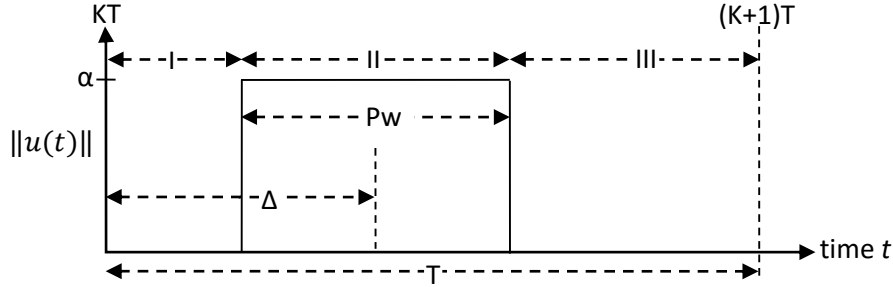 KT
(K+1)T
I
II
III
α
Pw
‖u(t)‖
Δ
time t
T